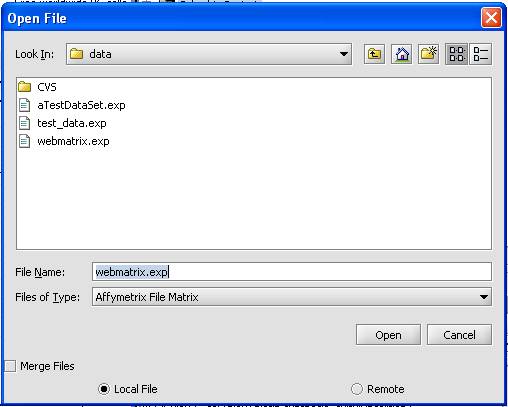 Open File
Look In: data
CVS
aTestDataSet.exp
test_data.exp
webmatrix.exp
File Name: webmatrix.exp
Files of Type: Affymetrix File Matrix
Open Cancel
Merge Files
Local File Remote